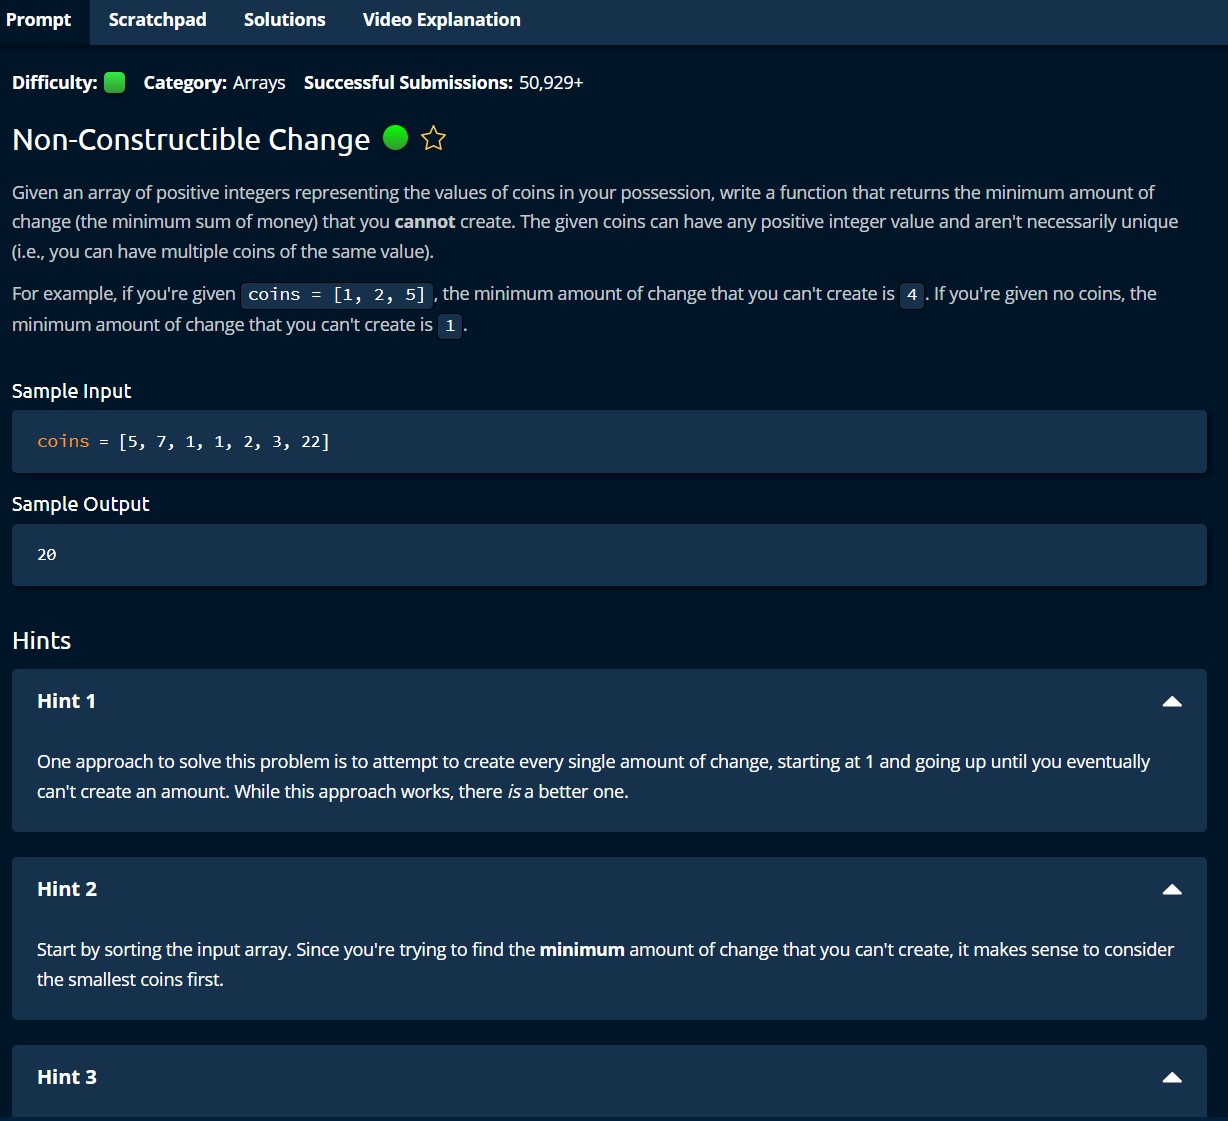 Prompt Scratchpad Solutions Video Explanation
Difficulty: Category: Arrays Successful Submissions: 50,929+
Non-Constructible Change
Given an array of positive integers representing the values of coins in your possession, write a function that returns the minimum amount of
change (the minimum sum of money) that you cannot create. The given coins can have any positive integer value and aren't necessarily unique
(i.e., you can have multiple coins of the same value).
For example, if you're given coins = [1, 2, 5] , the minimum amount of change that you can't create is 4 . If you're given no coins, the
minimum amount of change that you can't create is 1 .
Sample Input
coins = [5, 7, 1, 1, 2, 3, 22]
Sample Output
20
Hints
Hint 1
One approach to solve this problem is to attempt to create every single amount of change, starting at 1 and going up until you eventually
can't create an amount. While this approach works, there is a better one.
Hint 2
Start by sorting the input array. Since you're trying to find the minimum amount of change that you can't create, it makes sense to consider
the smallest coins first.
Hint 3